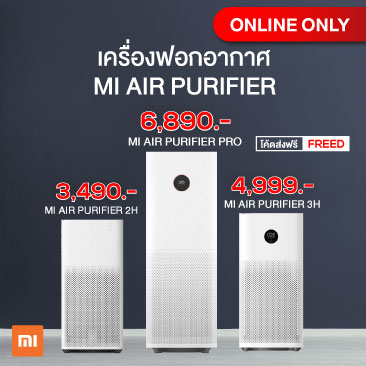 ONLINE ONLY
เครื่องฟอกอากาศ
MI AIR PURIFIER
6,890.-
MI AIR PURIFIER PRO
โค้ดส่งฟรี FREED
3,490.-
MI AIR PURIFIER 2H
4,999.-
MI AIR PURIFIER 3H
mi